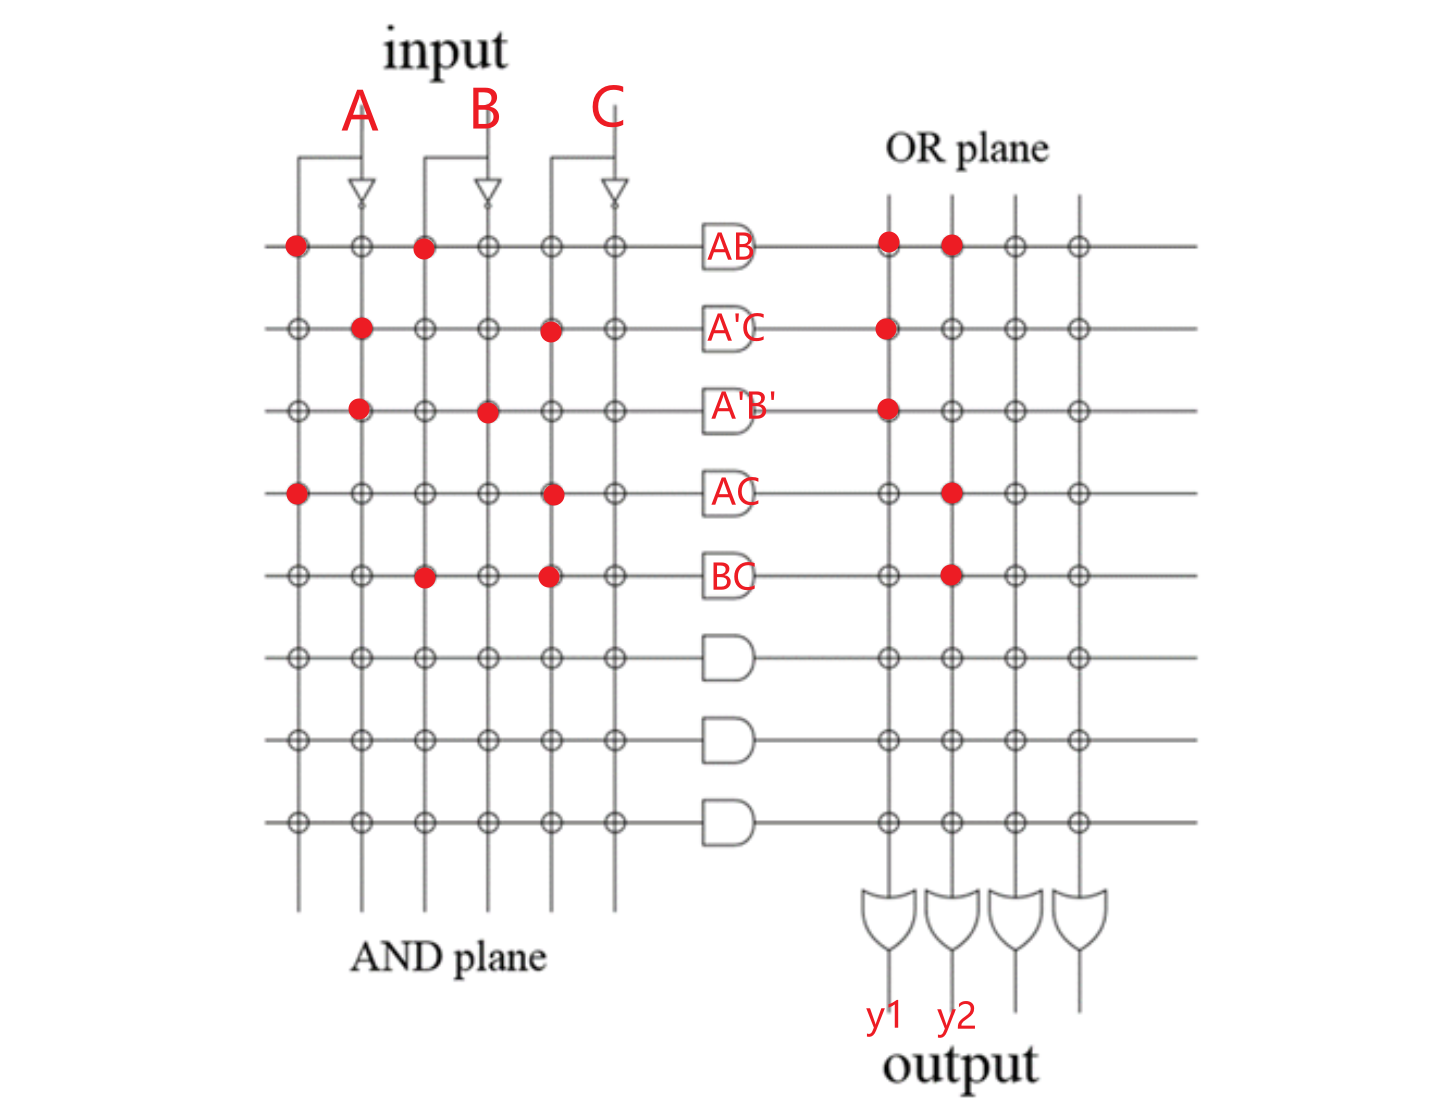 input
A B C
OR plane
AB
A'C
A'B'
AC
BC
AND plane
y1 y2
output